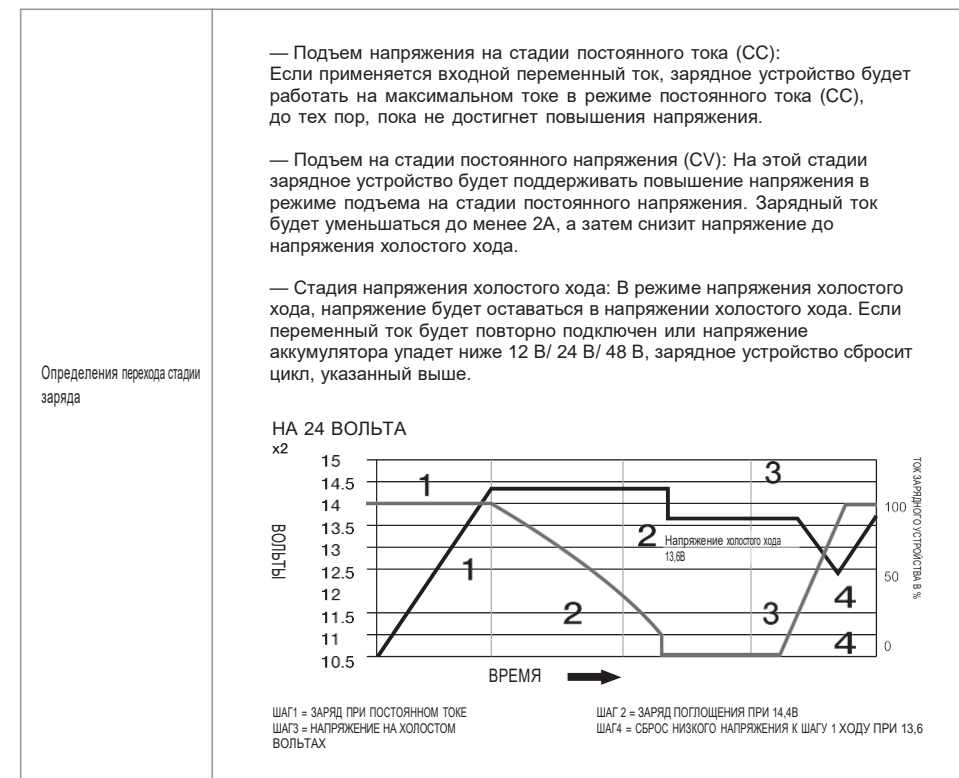 — Подъем напряжения на стадии постоянного тока (CC):
Если применяется входной переменный ток, зарядное устройство будет
работать на максимальном токе в режиме постоянного тока (CC),
до тех пор, пока не достигнет повышения напряжения.
— Подъем на стадии постоянного напряжения (CV): На этой стадии
зарядное устройство будет поддерживать повышение напряжения в
режиме подъема на стадии постоянного напряжения. Зарядный ток
будет уменьшаться до менее 2А, а затем снизит напряжение до
напряжения холостого хода.
— Стадия напряжения холостого хода: В режиме напряжения холостого
хода, напряжение будет оставаться в напряжении холостого хода. Если
переменный ток будет повторно подключен или напряжение
аккумулятора упадет ниже 12 В/ 24 В/ 48 В, зарядное устройство сбросит
цикл, указанный выше.
Определения перехода стадии
заряда
НА 24 ВОЛЬТА
x2
15
14.5
14
13.5
13
12.5
12
11.5
11
10.5
ВОЛЬТЫ
1
1
2
2
Напряжение холостого хода
13,6В
3
3
4
4
100
50
0
ТОК ЗАРЯДНОГО УСТРОЙСТВА В %
ВРЕМЯ
ШАГ1 = ЗАРЯД ПРИ ПОСТОЯННОМ ТОКЕ
ШАГ3 = НАПРЯЖЕНИЕ НА ХОЛОСТОМ
ВОЛЬТАХ
ШАГ 2 = ЗАРЯД ПОГЛОЩЕНИЯ ПРИ 14,4В
ШАГ4 = СБРОС НИЗКОГО НАПРЯЖЕНИЯ К ШАГУ 1 ХОДУ ПРИ 13,6